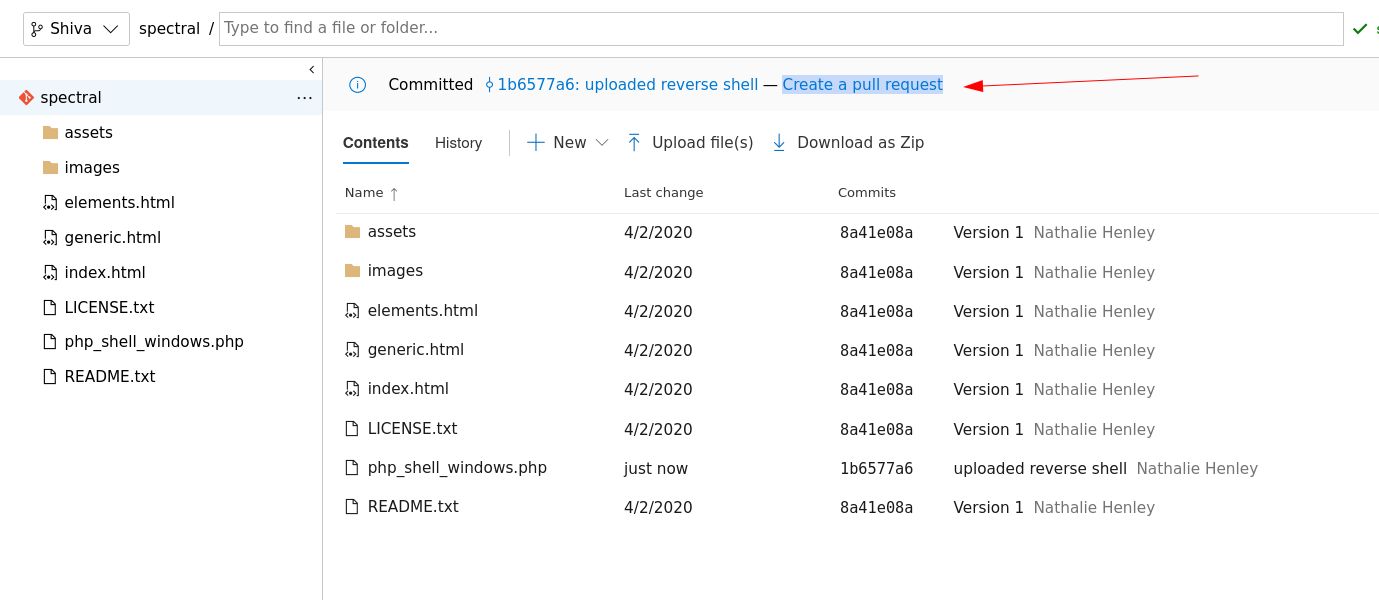 Shiva spectral / Type to find a file or folder...
Committed 1b6577a6: uploaded reverse shell — Create a pull request
spectral ...
assets
images
elements.html
generic.html
index.html
LICENSE.txt
php_shell_windows.php
README.txt
Contents History New Upload file(s) Download as Zip
Name ↑ Last change Commits
assets 4/2/2020 8a41e08a Version 1 Nathalie Henley
images 4/2/2020 8a41e08a Version 1 Nathalie Henley
elements.html 4/2/2020 8a41e08a Version 1 Nathalie Henley
generic.html 4/2/2020 8a41e08a Version 1 Nathalie Henley
index.html 4/2/2020 8a41e08a Version 1 Nathalie Henley
LICENSE.txt 4/2/2020 8a41e08a Version 1 Nathalie Henley
php_shell_windows.php just now 1b6577a6 uploaded reverse shell Nathalie Henley
README.txt 4/2/2020 8a41e08a Version 1 Nathalie Henley